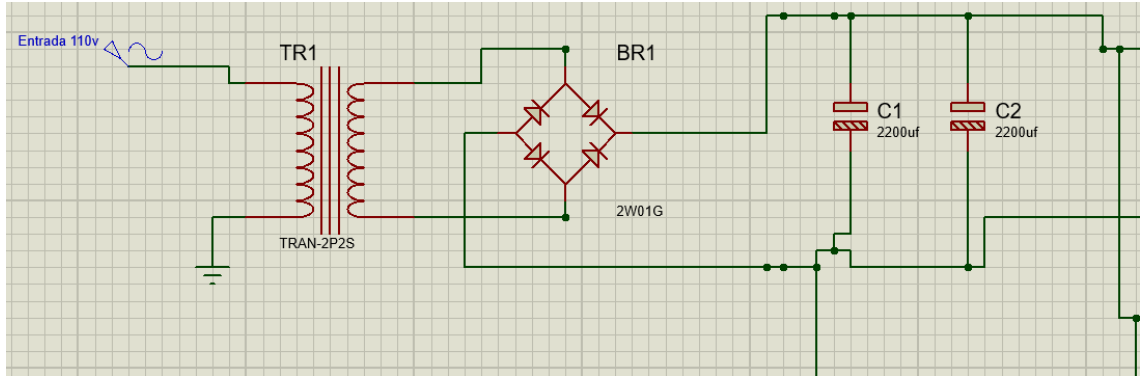 Entrada 110v
TR1
BR1
C1
C2
2200uf
2200uf
2W01G
TRAN-2P2S